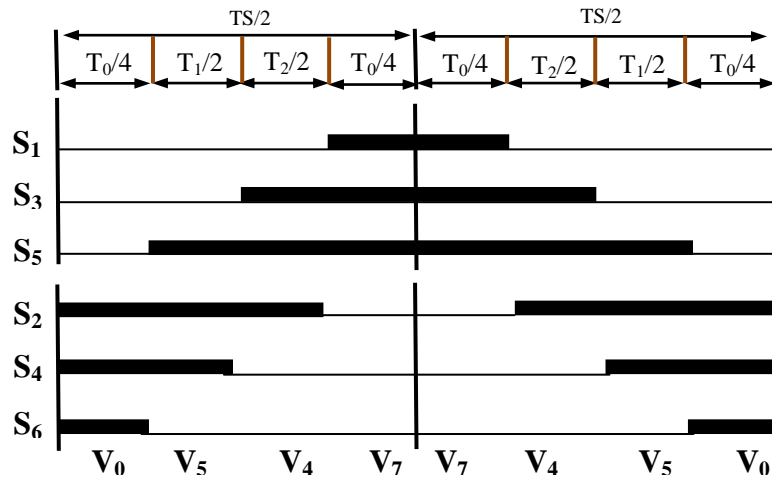 TS/2 TS/2
T₀/4 T₁/2 T₂/2 T₀/4 T₀/4 T₂/2 T₁/2 T₀/4
S₁
S₃
S₅
S₂
S₄
S₆
V₀ V₅ V₄ V₇ V₇ V₄ V₅ V₀